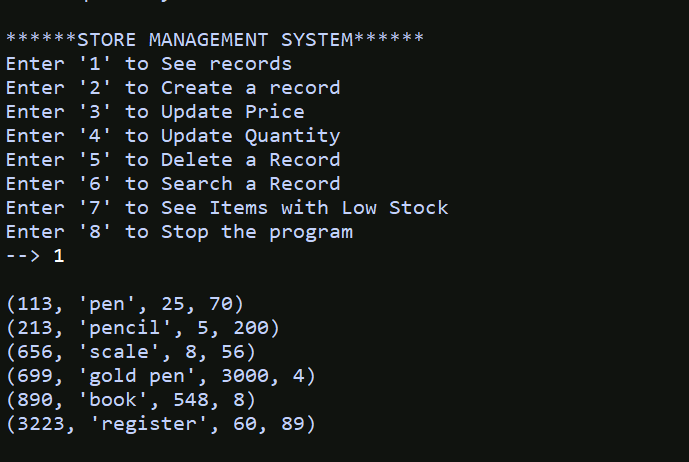 ******STORE MANAGEMENT SYSTEM******
Enter '1' to See records
Enter '2' to Create a record
Enter '3' to Update Price
Enter '4' to Update Quantity
Enter '5' to Delete a Record
Enter '6' to Search a Record
Enter '7' to See Items with Low Stock
Enter '8' to Stop the program
--> 1
(113, 'pen', 25, 70)
(213, 'pencil', 5, 200)
(656, 'scale', 8, 56)
(699, 'gold pen', 3000, 4)
(890, 'book', 548, 8)
(3223, 'register', 60, 89)